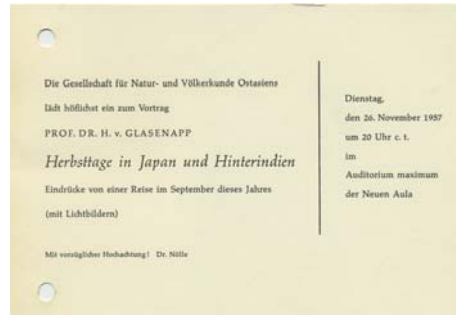 Die Gesellschaft für Natur- und Völkerkunde Ostasiens
lädt höflichst ein zum Vortrag
PROF. DR. H. v. GLASENAPP
Herbsttage in Japan und Hinterindien
Eindrücke von einer Reise im September dieses Jahres
(mit Lichtbildern)
Mit vorzüglicher Hochachtung! Dr. Nölle
Dienstag,
den 26. November 1957
um 20 Uhr c. t.
im
Auditorium maximum
der Neuen Aula